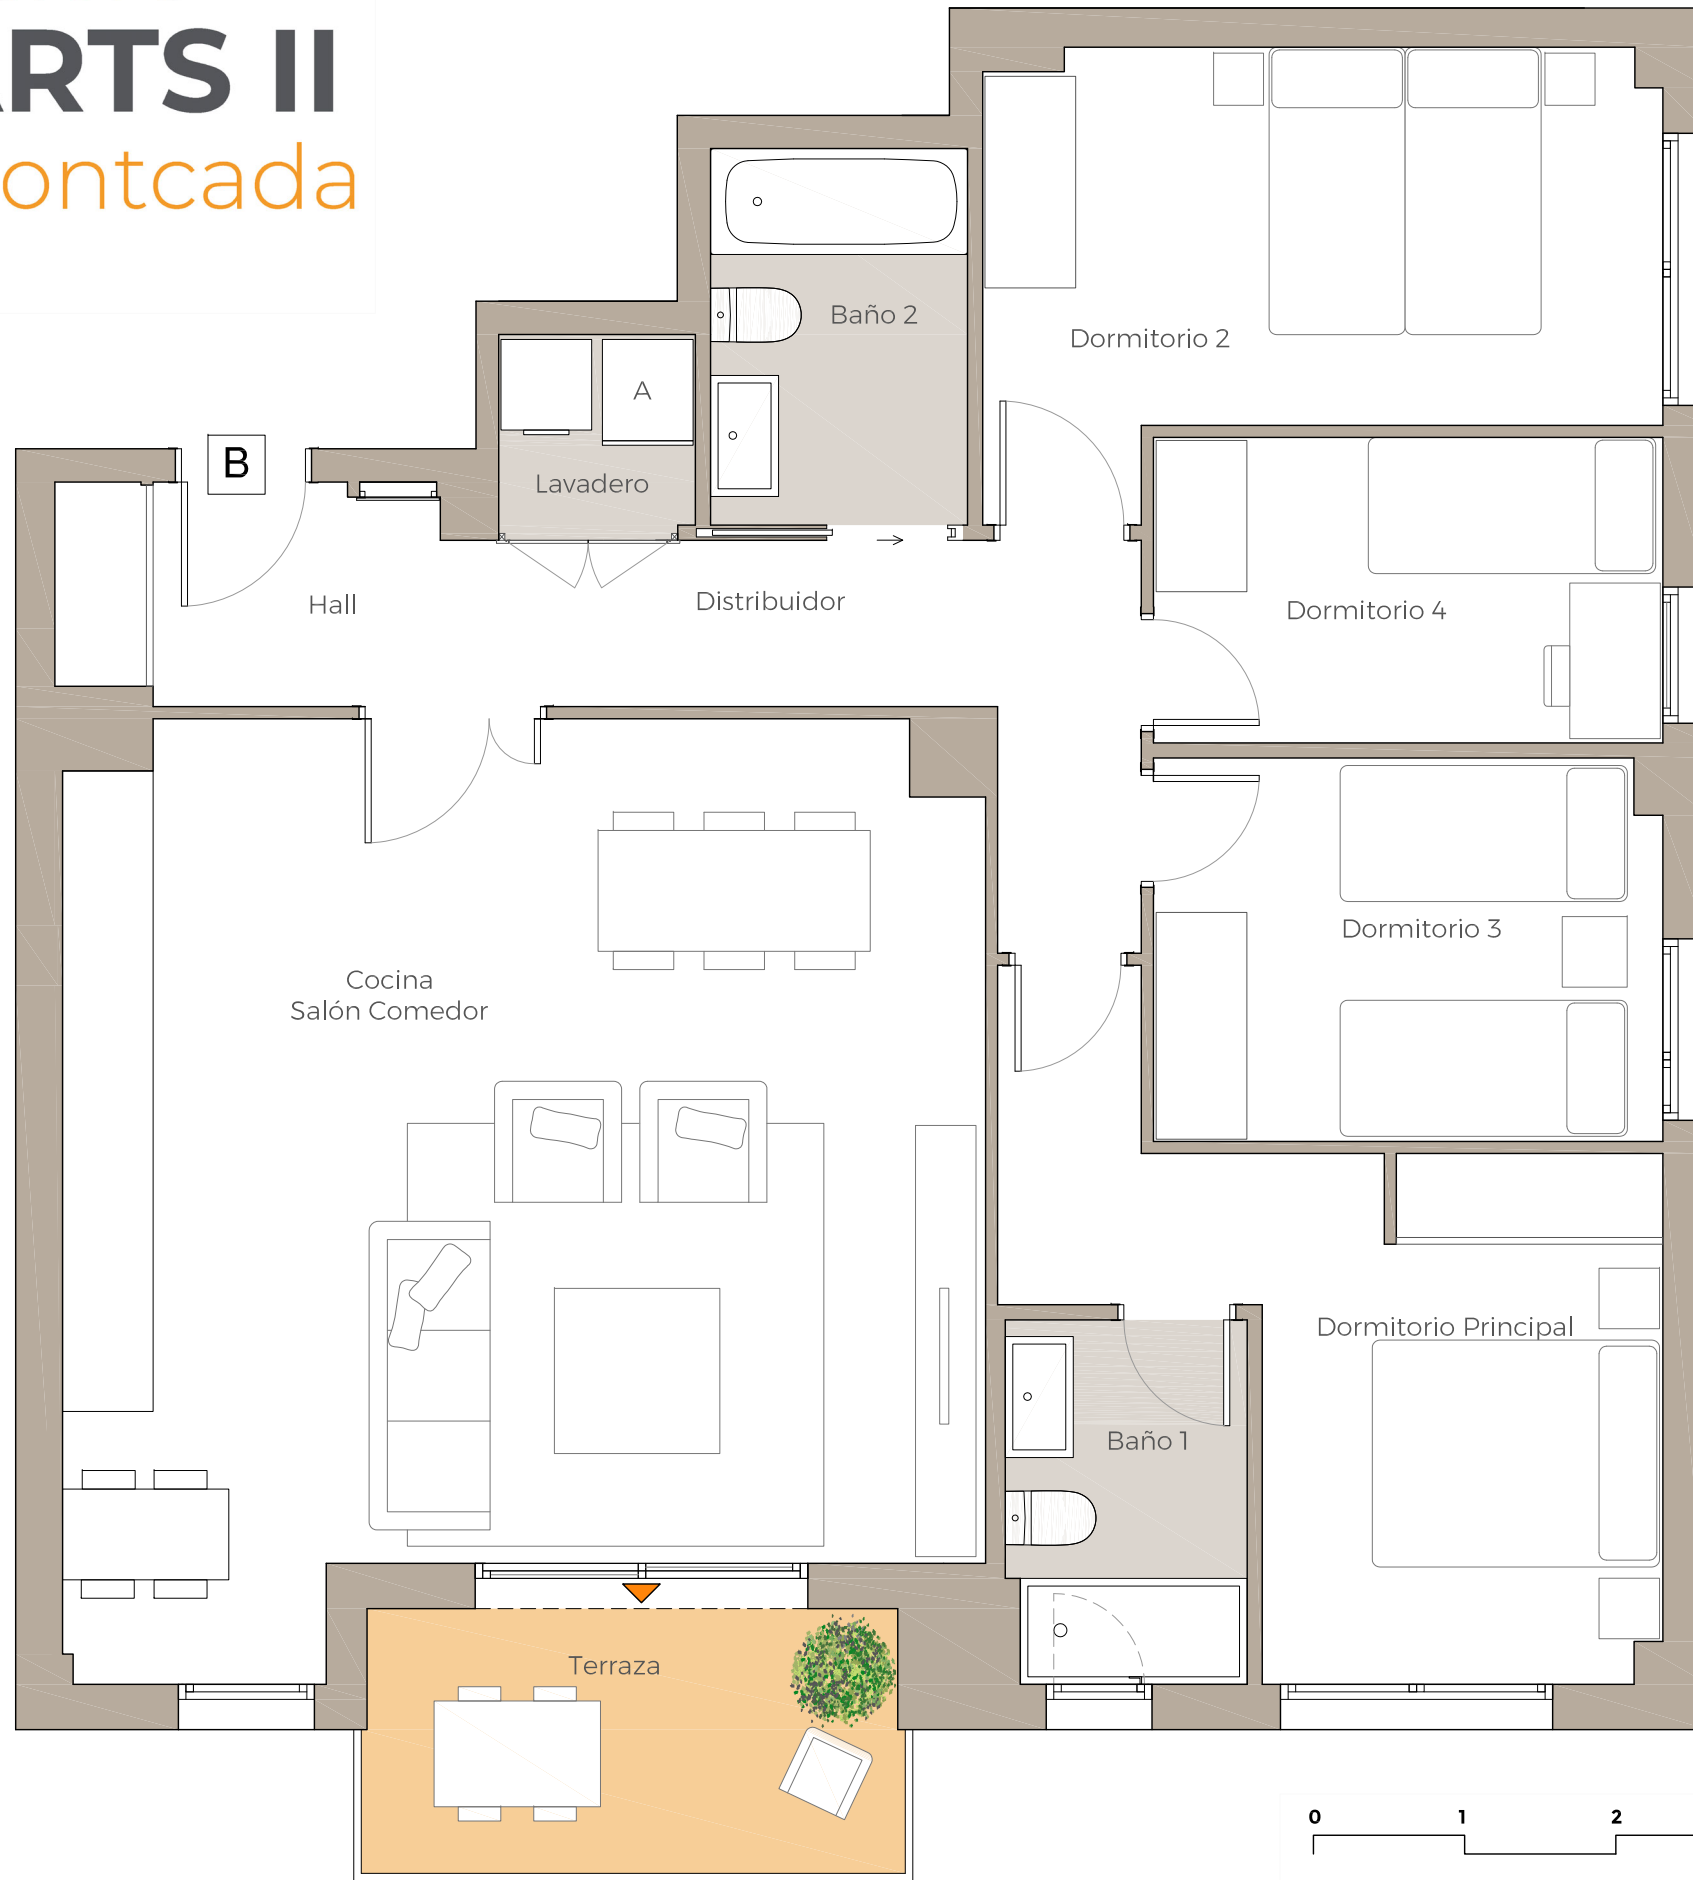 ARTS II
ontcada
Baño 2
Dormitorio 2
A
B
Lavadero
Hall
Distribuidor
Dormitorio 4
Dormitorio 3
Cocina
Salón Comedor
Dormitorio Principal
Baño 1
Terraza
0 1 2